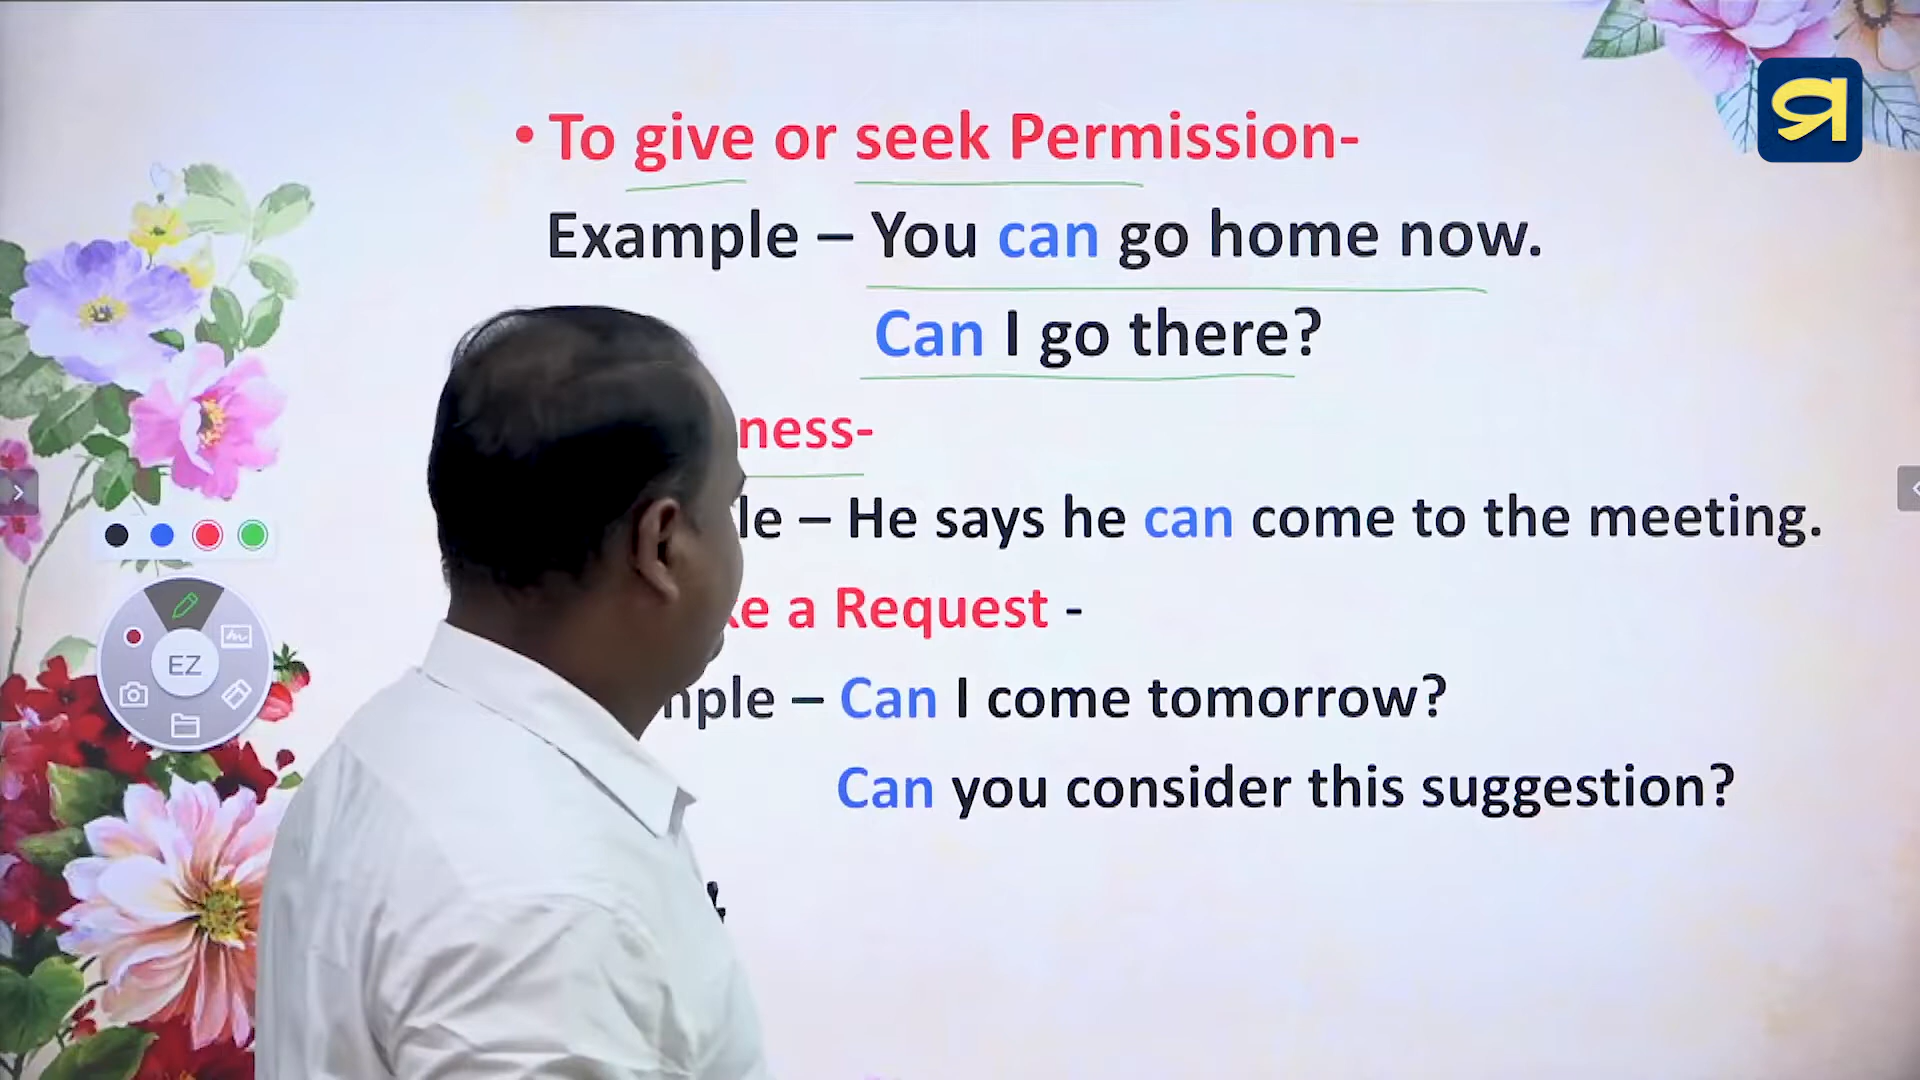 • To give or seek Permission-
Example – You can go home now.
Can I go there?
ness-
le – He says he can come to the meeting.
e a Request -
ple – Can I come tomorrow?
Can you consider this suggestion?
EZ